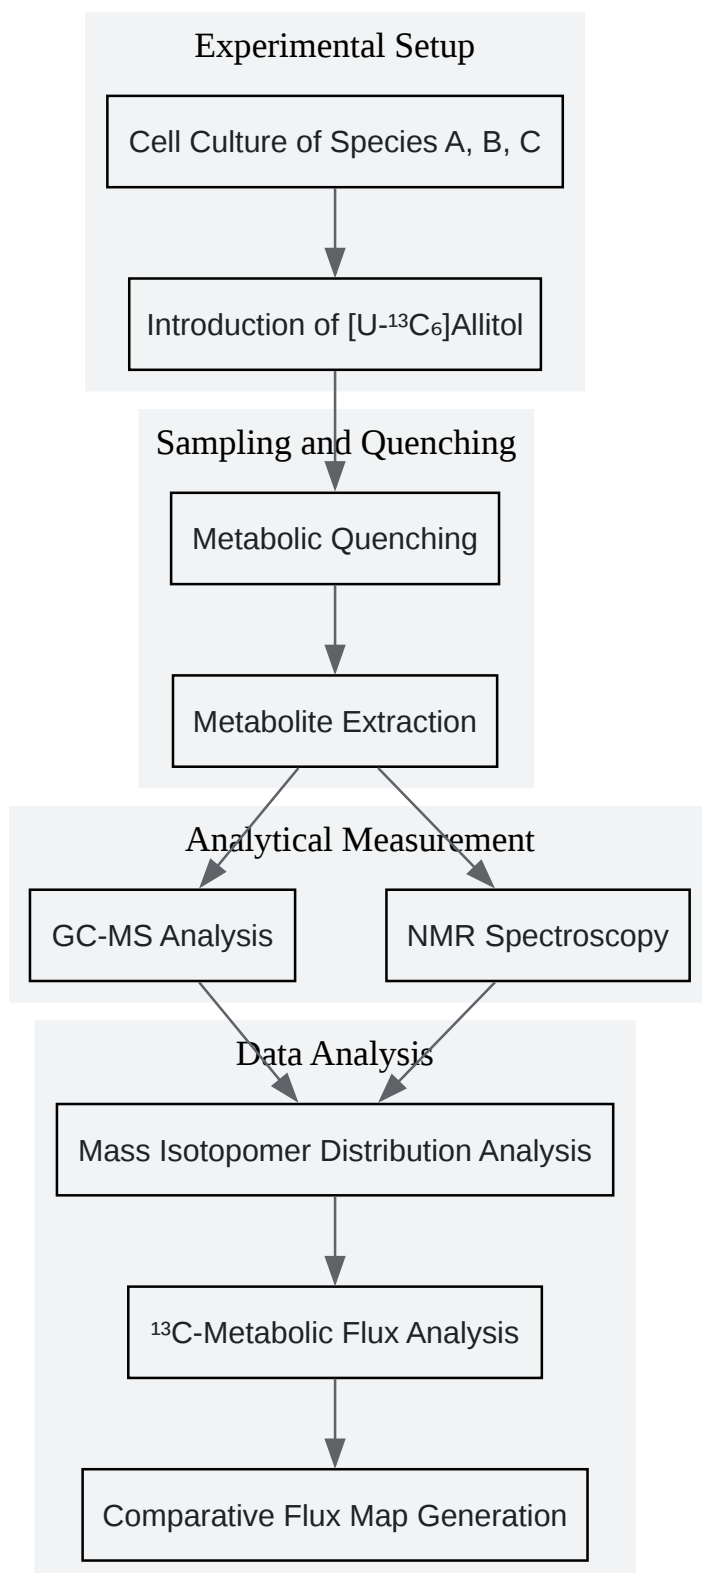 Experimental Setup
Cell Culture of Species A, B, C
Introduction of [U-¹³C₆]Allitol
Sampling and Quenching
Metabolic Quenching
Metabolite Extraction
Analytical Measurement
GC-MS Analysis
NMR Spectroscopy
Data Analysis
Mass Isotopomer Distribution Analysis
¹³C-Metabolic Flux Analysis
Comparative Flux Map Generation